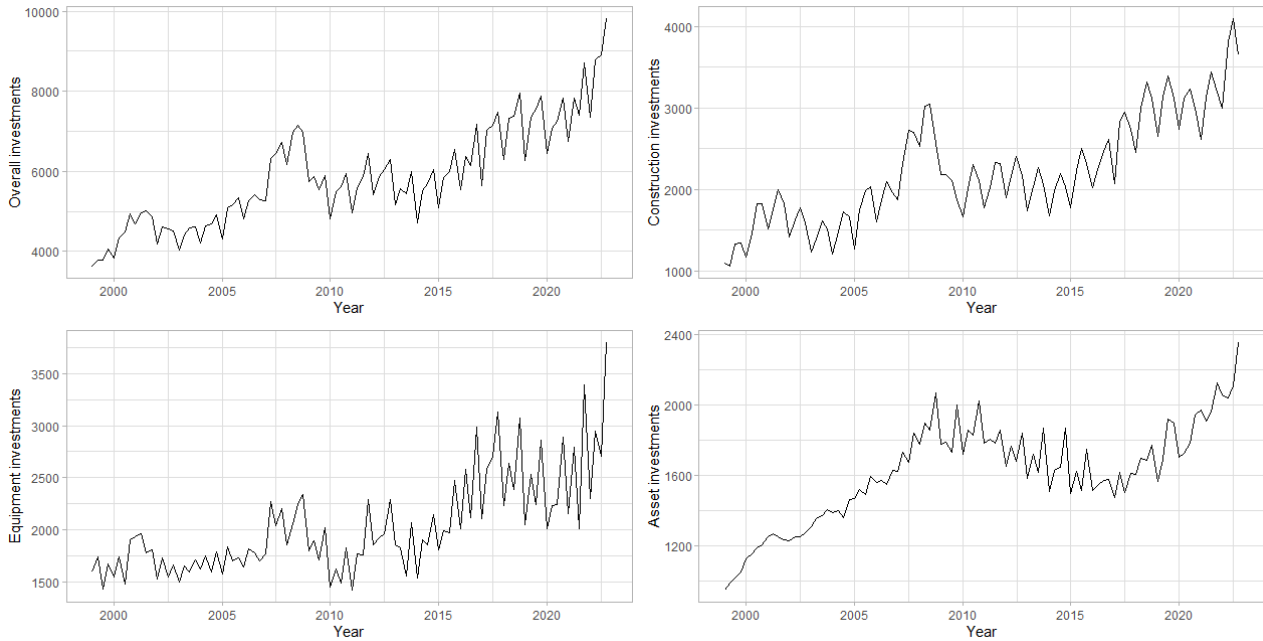 Overall investments
10000
8000
6000
4000
2000 2005 2010 2015 2020
Year
Construction investments
4000
3000
2000
1000
2000 2005 2010 2015 2020
Year
Equipment investments
3500
3000
2500
2000
1500
2000 2005 2010 2015 2020
Year
Asset investments
2400
2000
1600
1200
2000 2005 2010 2015 2020
Year